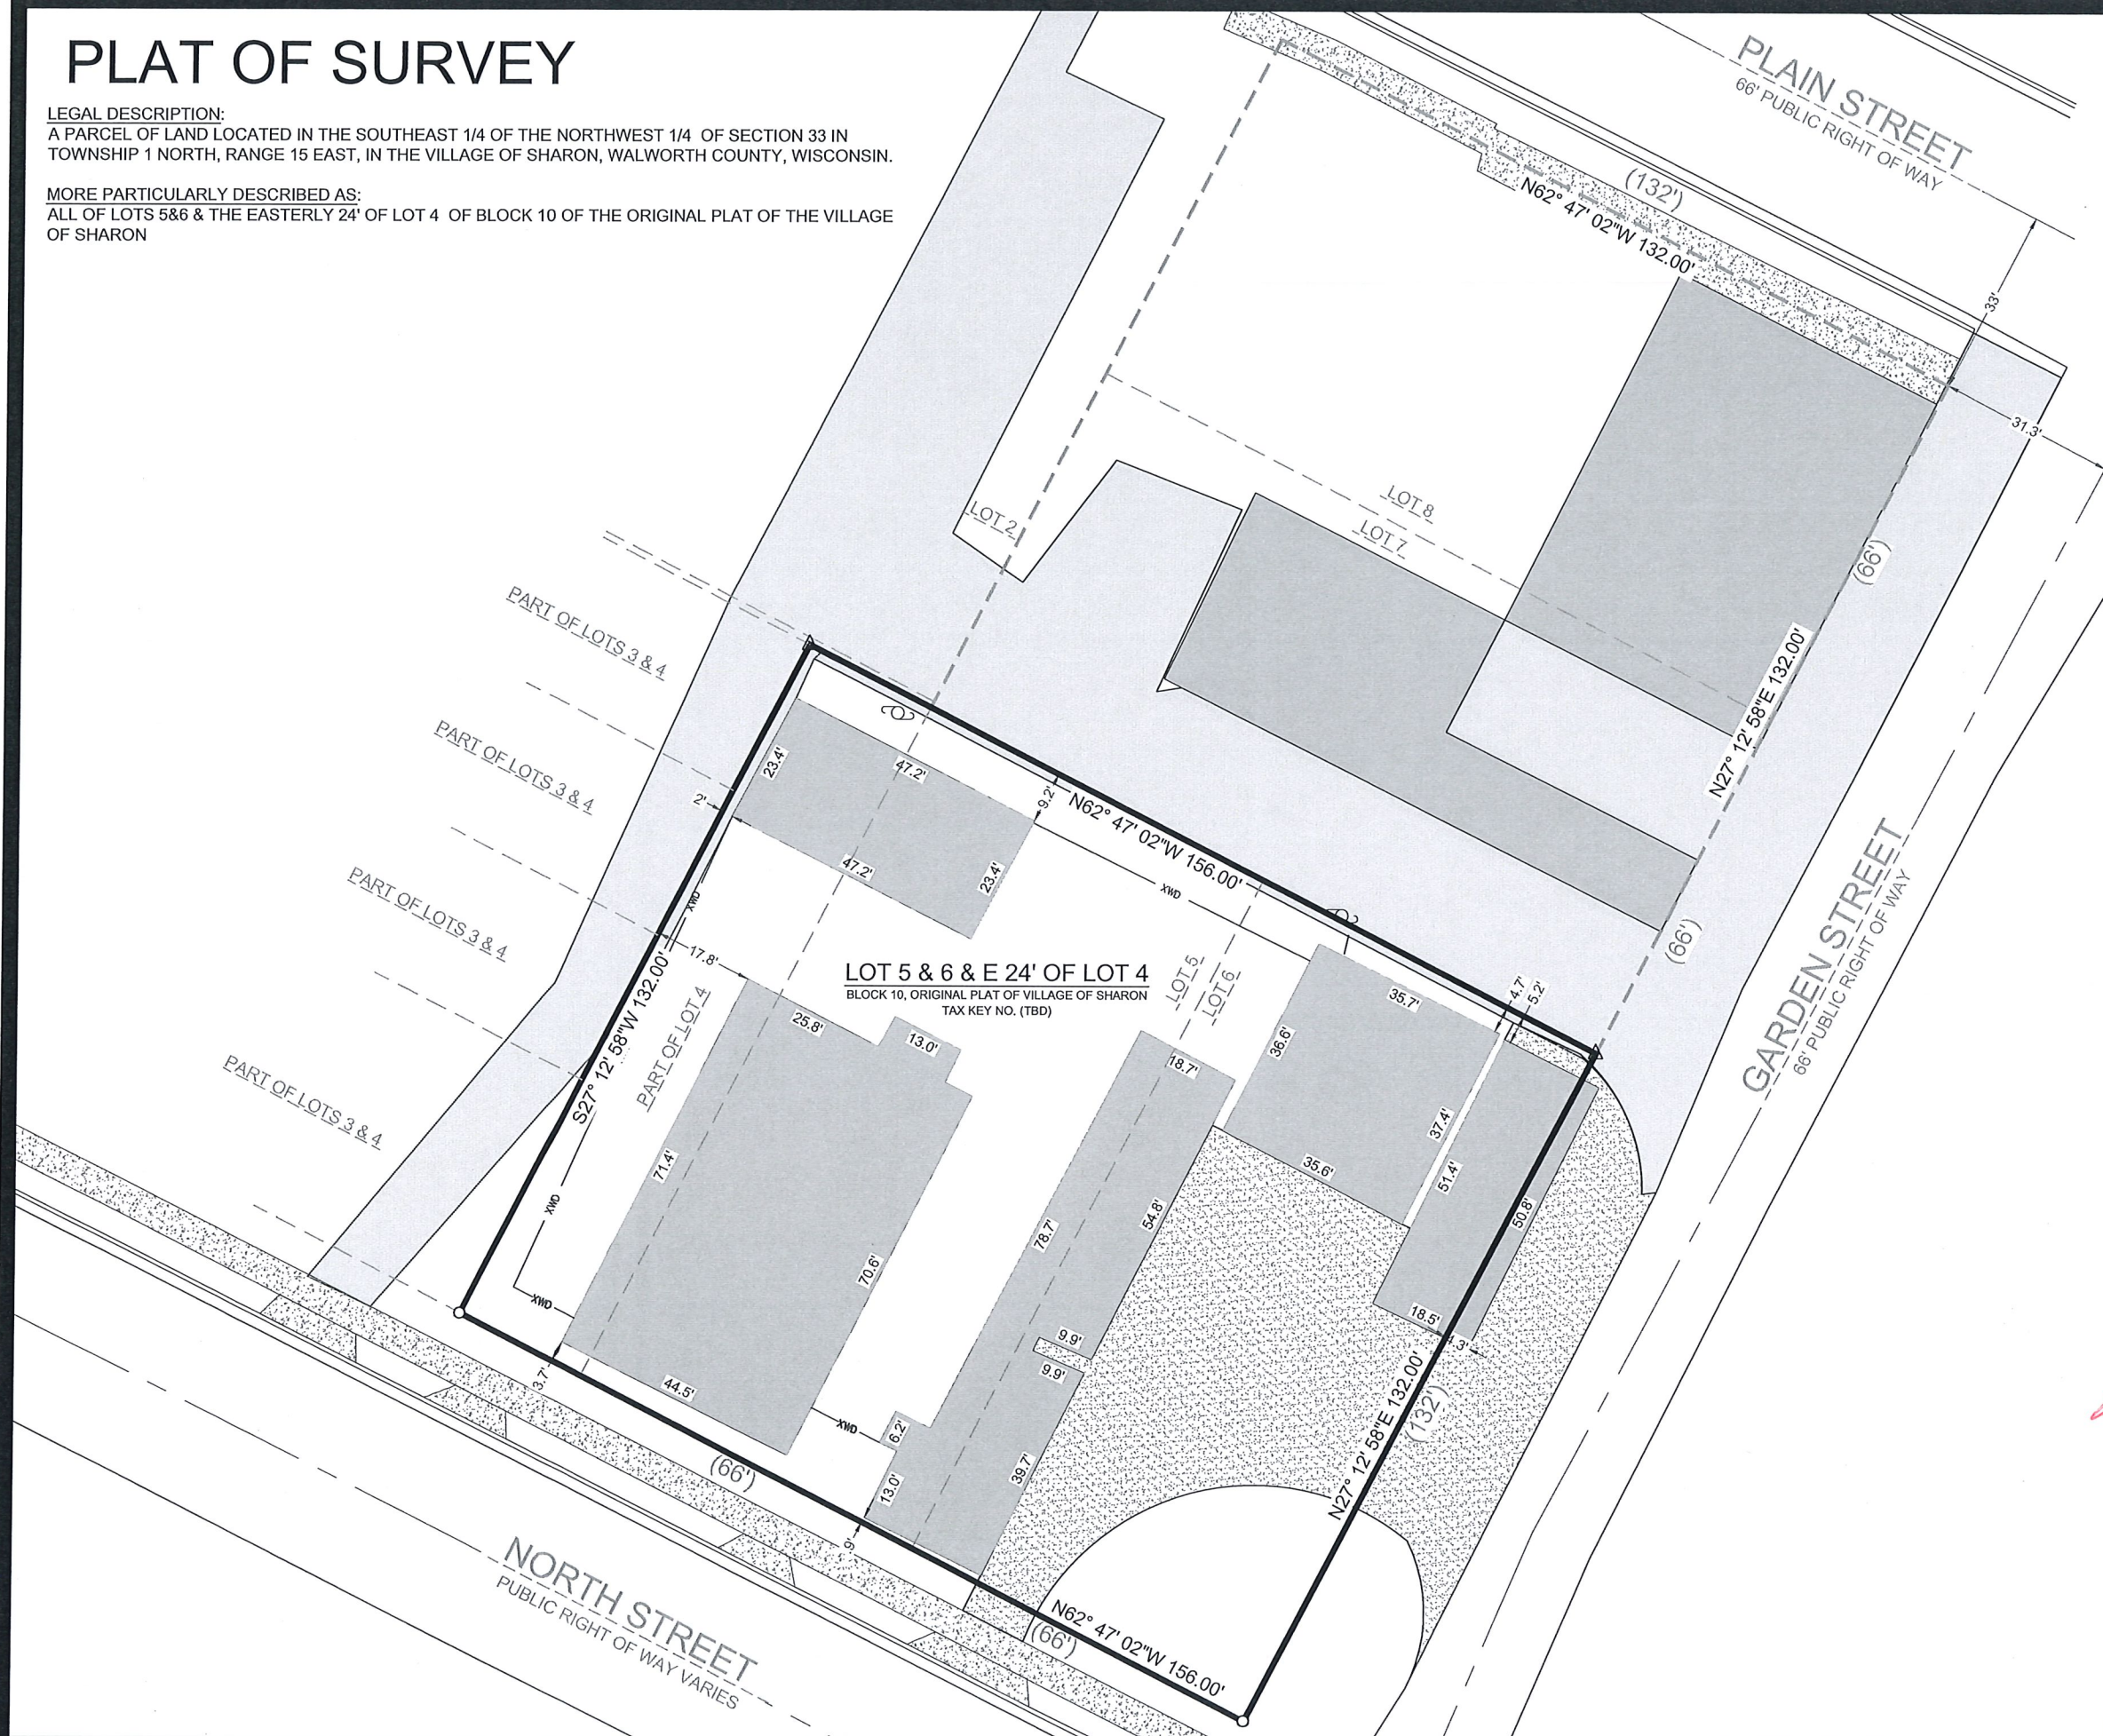 PLAT OF SURVEY
LEGAL DESCRIPTION:
A PARCEL OF LAND LOCATED IN THE SOUTHEAST 1/4 OF THE NORTHWEST 1/4 OF SECTION 33 IN
TOWNSHIP 1 NORTH, RANGE 15 EAST, IN THE VILLAGE OF SHARON, WALWORTH COUNTY, WISCONSIN.
MORE PARTICULARLY DESCRIBED AS:
ALL OF LOTS 5&6 & THE EASTERLY 24' OF LOT 4 OF BLOCK 10 OF THE ORIGINAL PLAT OF THE VILLAGE
OF SHARON
PLAIN STREET
66' PUBLIC RIGHT OF WAY
(132')
N62° 47' 02"W 132.00'
33'
31.3'
LOT 2
LOT 8
LOT 7
(66')
N27° 12' 58"E 132.00'
(66')
GARDEN STREET
66' PUBLIC RIGHT OF WAY
PART OF LOTS 3 & 4
PART OF LOTS 3 & 4
PART OF LOTS 3 & 4
PART OF LOTS 3 & 4
2'
23.4'
47.2'
47.2'
23.4'
9.2'
N62° 47' 02"W 156.00'
XWD
XWD
17.8'
S27° 12' 58"W 132.00'
PART OF LOT 4
LOT 5 & 6 & E 24' OF LOT 4
BLOCK 10, ORIGINAL PLAT OF VILLAGE OF SHARON
TAX KEY NO. (TBD)
LOT 5
LOT 6
25.8'
13.0'
71.4'
70.6'
44.5'
3.7'
XWD
XWD
XWD
18.7'
78.7'
54.8'
9.9'
9.9'
6.2'
13.0'
39.7'
35.7'
36.6'
35.6'
37.4'
4.7'
5.2'
51.4'
50.8'
18.5'
N27° 12' 58"E 132.00'
(132')
(66')
(66')
N62° 47' 02"W 156.00'
NORTH STREET
PUBLIC RIGHT OF WAY VARIES